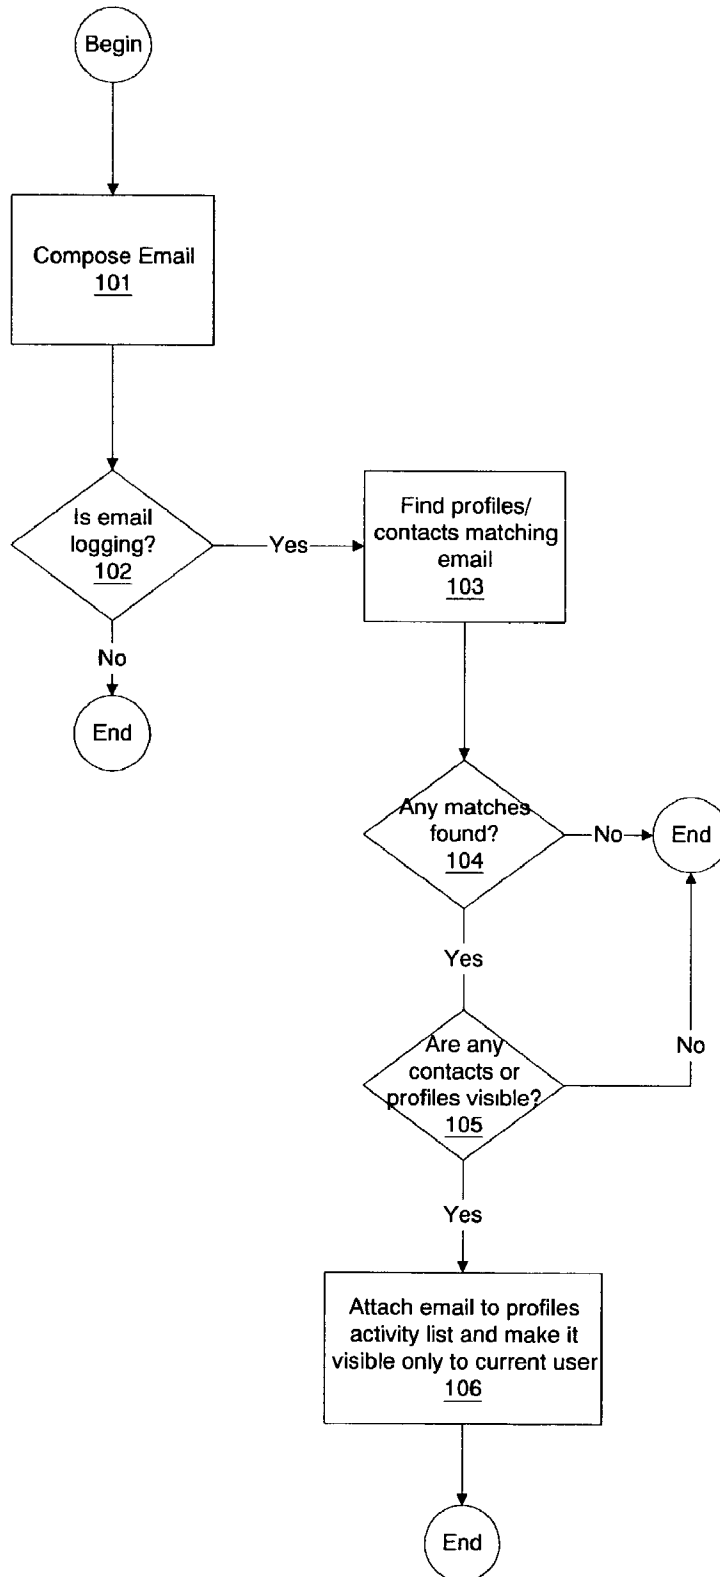 Begin
Compose Email
101
Is email
logging?
102
Yes
Find profiles/
contacts matching
email
103
No
End
Any matches
found?
104
No
End
Yes
Are any
contacts or
profiles visible?
105
No
Yes
Attach email to profiles
activity list and make it
visible only to current user
106
End